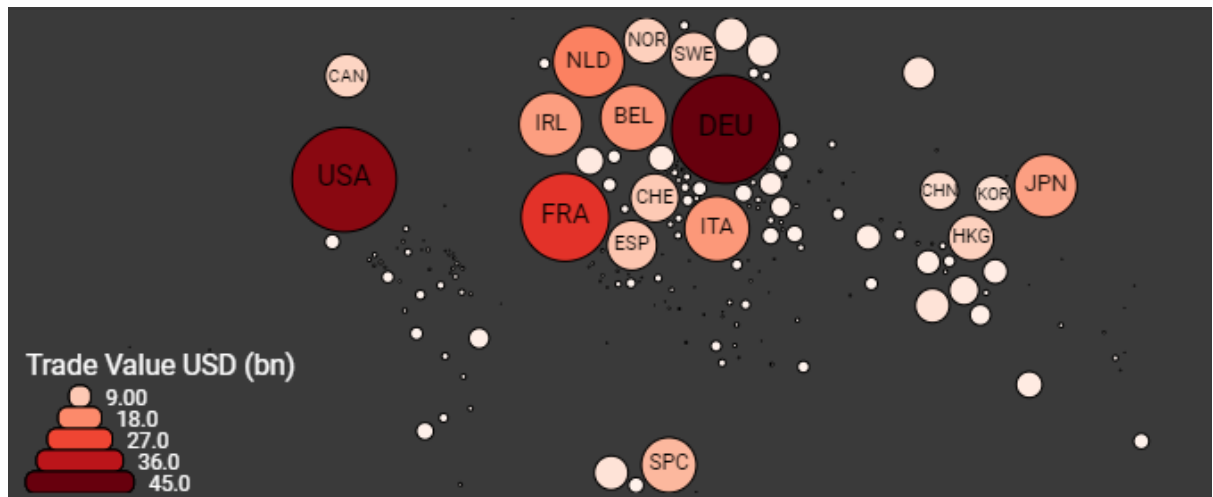 NOR
SWE
NLD
CAN
BEL
DEU
IRL
USA
CHE
CHN
KOR
JPN
FRA
ITA
HKG
ESP
Trade Value USD (bn)
9.00
18.0
27.0
36.0
45.0
SPC